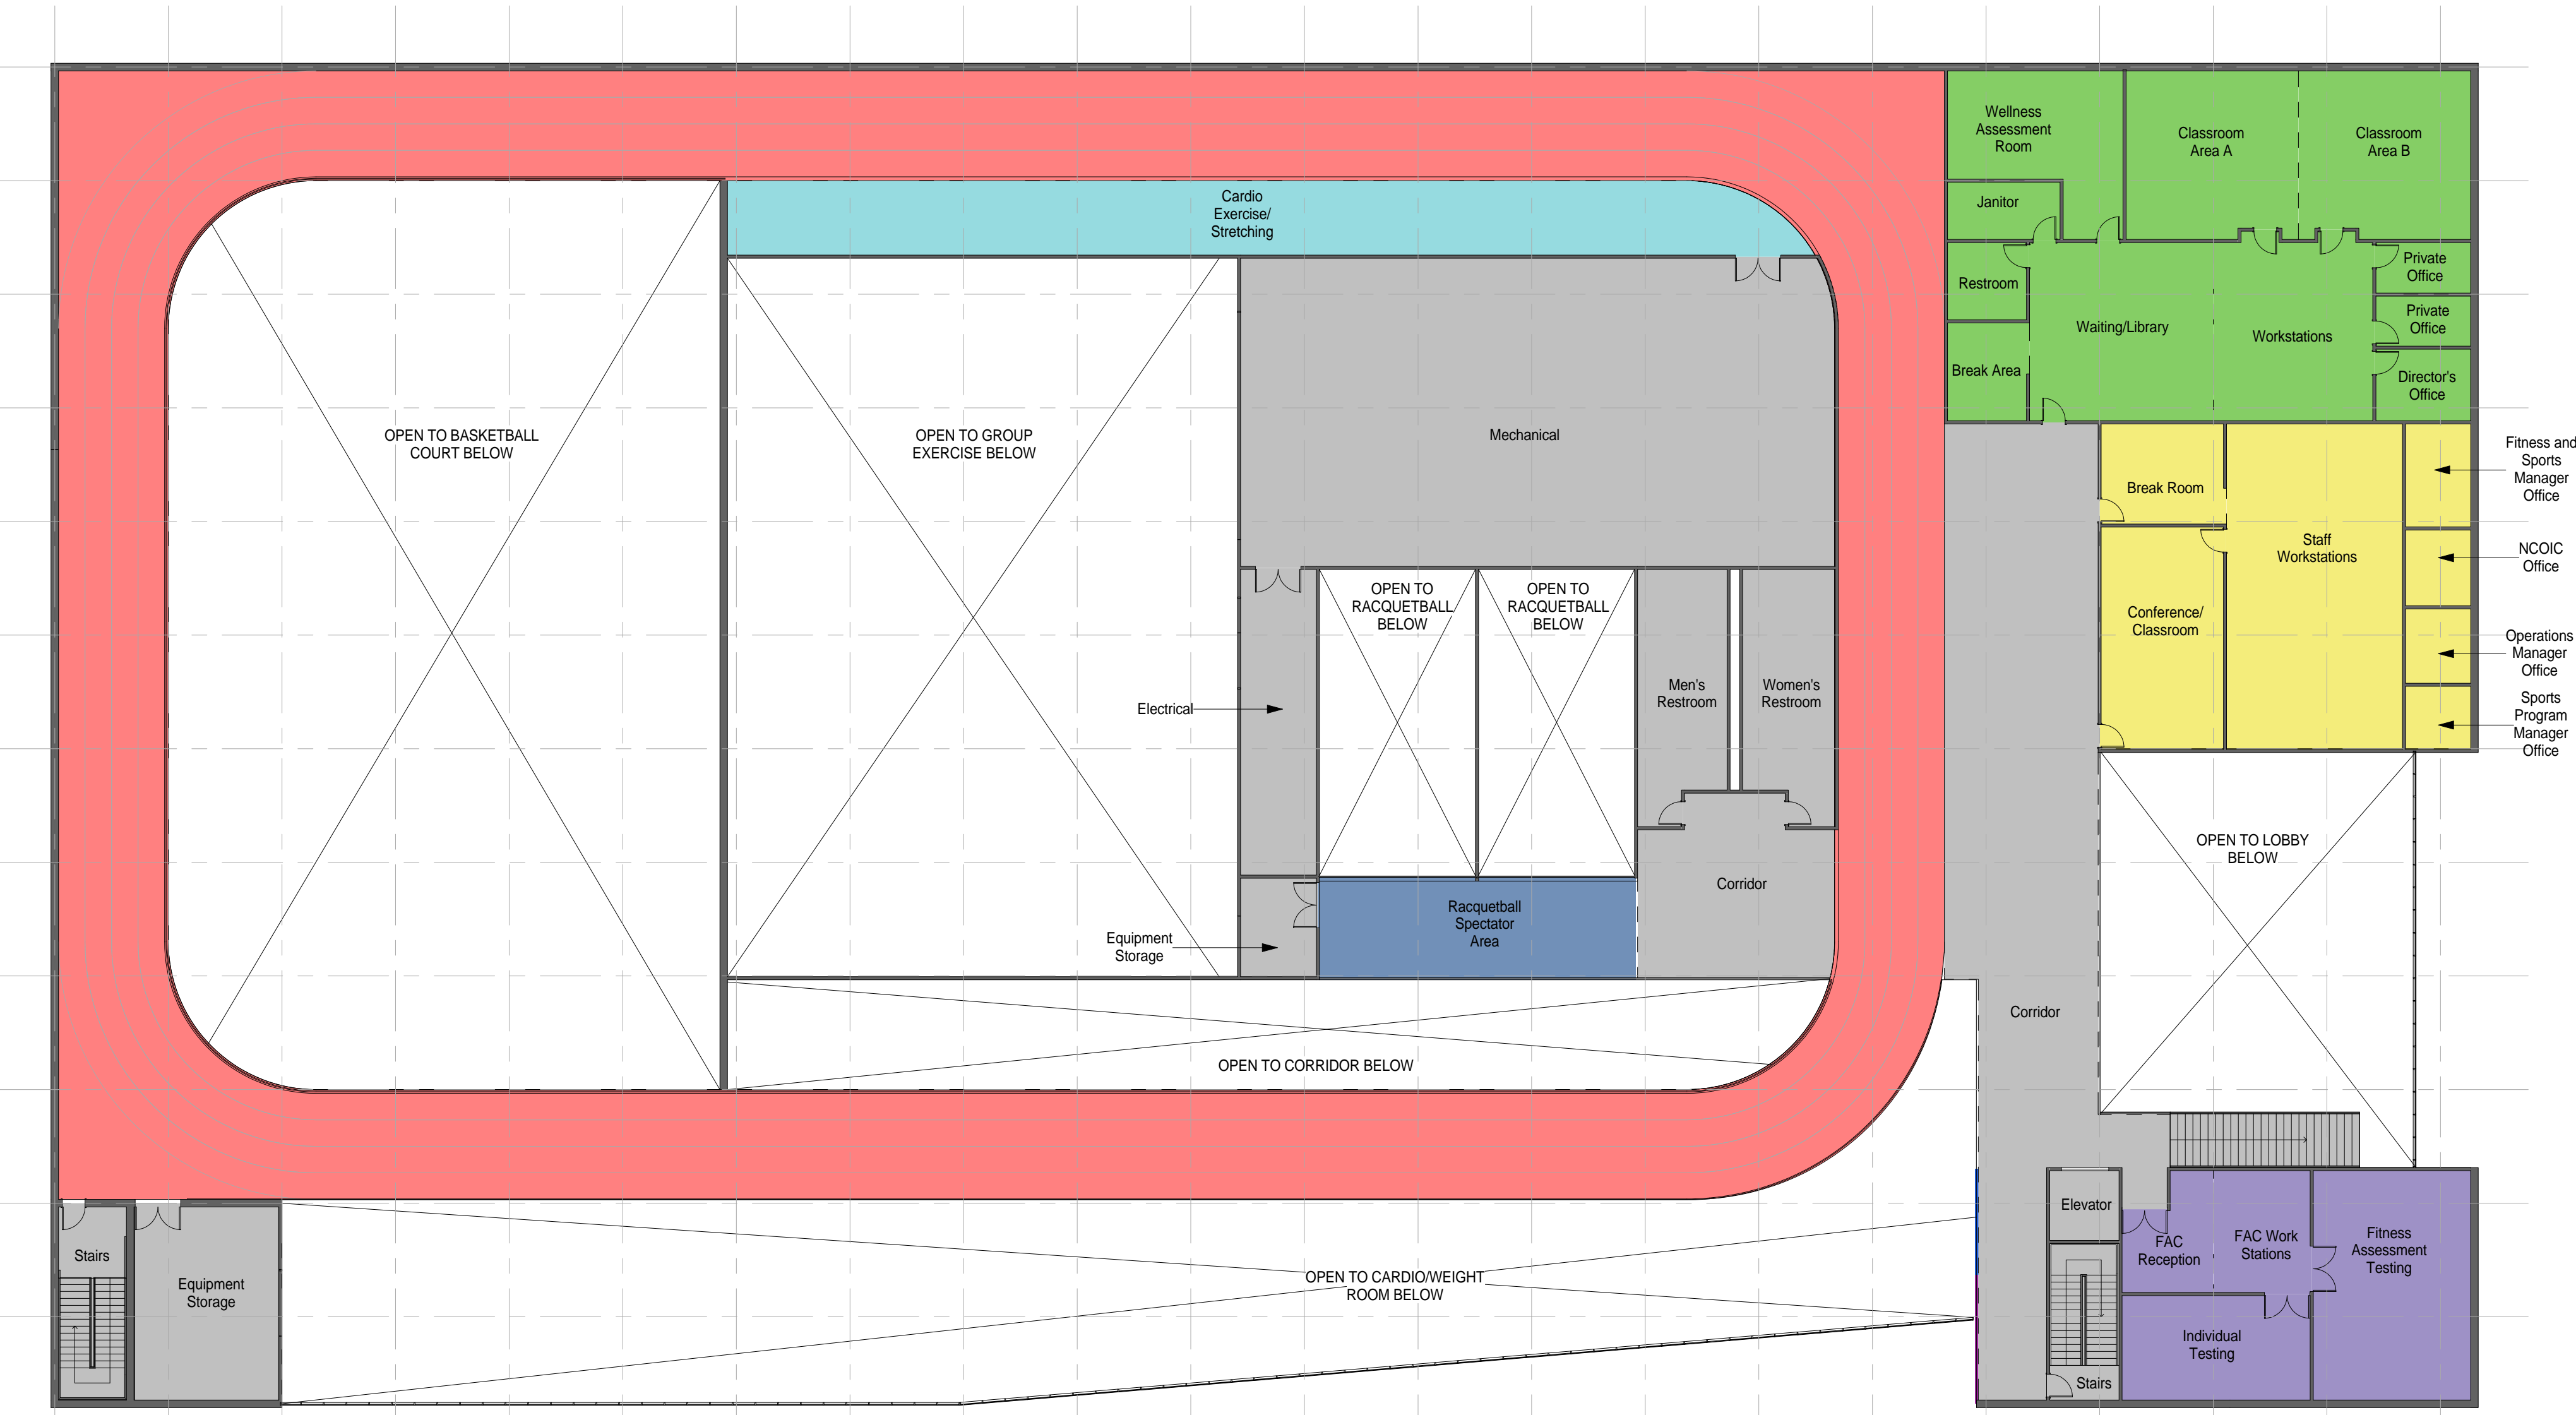 Wellness
Assessment
Room
Classroom
Area A
Classroom
Area B
Cardio
Exercise/
Stretching
Janitor
Private
Office
Restroom
Private
Office
Waiting/Library
Workstations
Break Area
Director's
Office
OPEN TO BASKETBALL
COURT BELOW
OPEN TO GROUP
EXERCISE BELOW
Mechanical
Fitness and
Sports
Manager
Office
Break Room
Staff
Workstations
NCOIC
Office
OPEN TO
RACQUETBALL
BELOW
OPEN TO
RACQUETBALL
BELOW
Conference/
Classroom
Operations
Manager
Office
Men's
Restroom
Women's
Restroom
Electrical
Sports
Program
Manager
Office
OPEN TO LOBBY
BELOW
Corridor
Racquetball
Spectator
Area
Equipment
Storage
Corridor
OPEN TO CORRIDOR BELOW
Elevator
Stairs
FAC
Reception
FAC Work
Stations
Fitness
Assessment
Testing
Equipment
Storage
OPEN TO CARDIO/WEIGHT
ROOM BELOW
Individual
Testing
Stairs